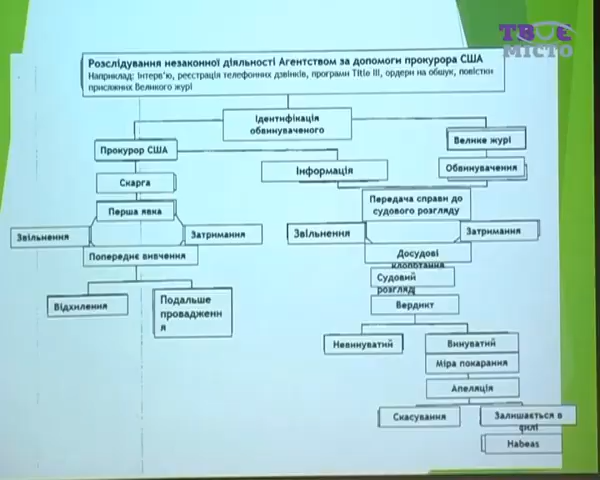 ТВОЄ
МІСТО
Розслідування незаконної діяльності Агентством за допомоги прокурора США
Наприклад: Інтерв'ю, реєстрація телефонних дзвінків, програми Title III, ордери на обшук, повістки
присяжних Великого журі
Ідентифікація
обвинуваченого
Прокурор США
Велике журі
Інформація
Обвинувачення
Скарга
Передача справи до
судового розгляду
Перша явка
Звільнення
Затримання
Звільнення
Затримання
Попереднє вивчення
Досудові
клопотання
Судовий
розгляд
Відхилення
Подальше
провадженн
я
Вердикт
Невинуватий
Винуватий
Міра покарання
Апеляція
Скасування
Залишається в
силі
Habeas